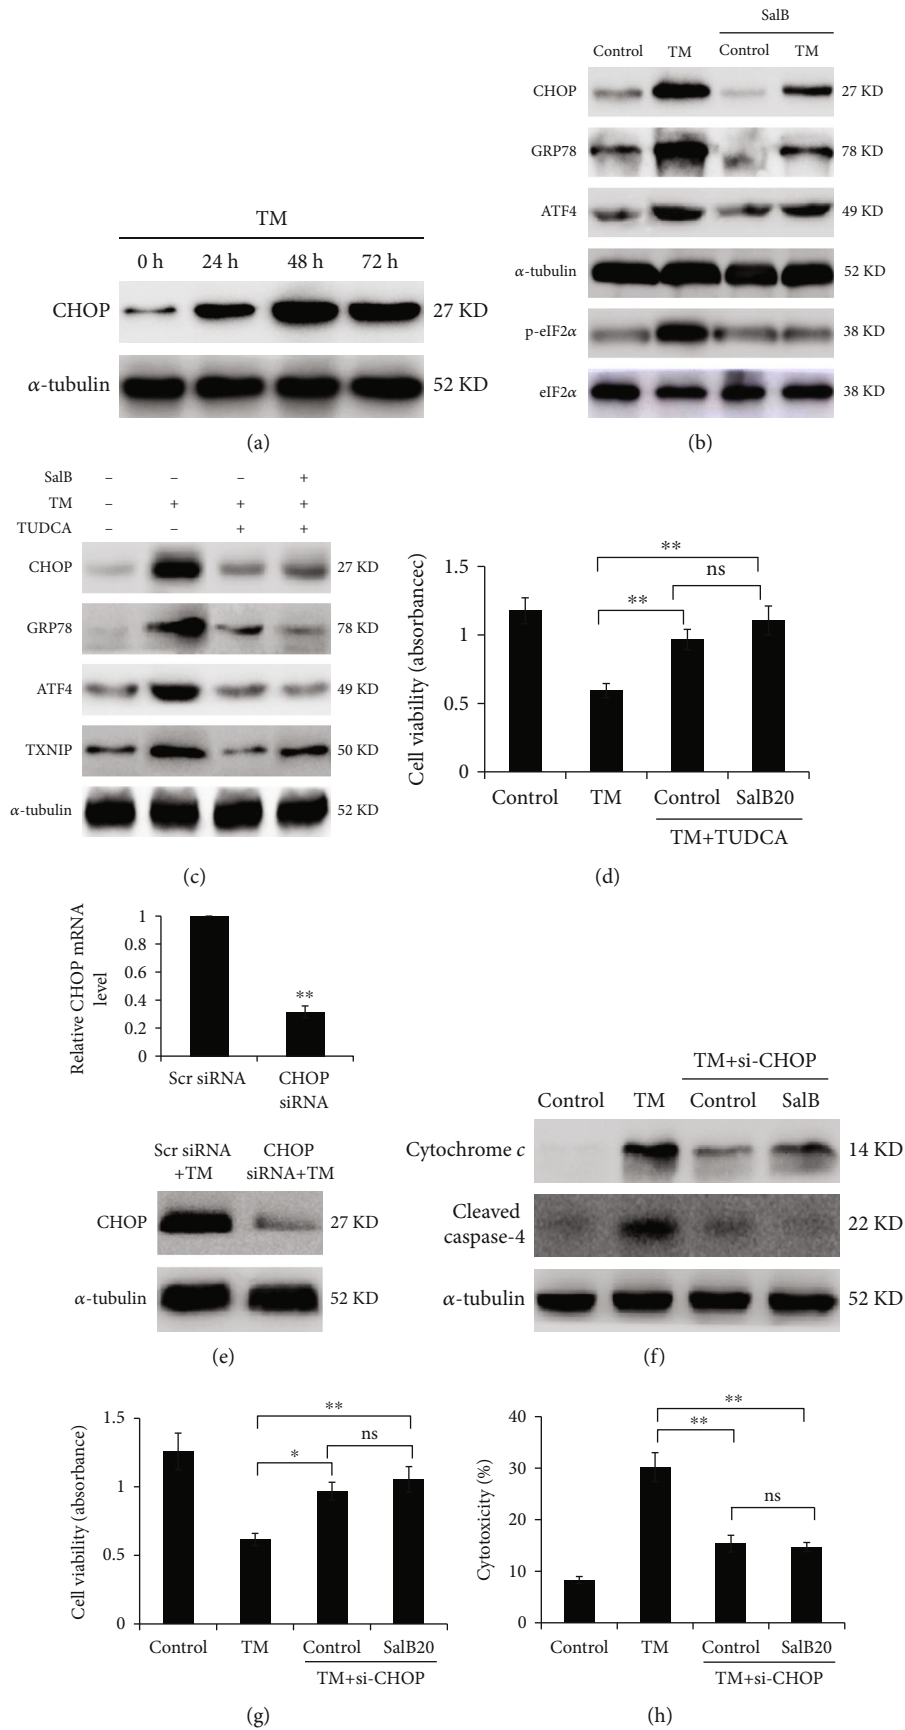 TM
0 h 24 h 48 h 72 h
CHOP 27 KD
α-tubulin 52 KD
(a)
SalB
Control TM Control TM
CHOP 27 KD
GRP78 78 KD
ATF4 49 KD
α-tubulin 52 KD
p-eIF2α 38 KD
eIF2α 38 KD
(b)
SalB – – – +
TM – + + +
TUDCA – – + +
CHOP 27 KD
GRP78 78 KD
ATF4 49 KD
TXNIP 50 KD
α-tubulin 52 KD
(c)
Cell viability (absorbancec)
1.5
1
0.5
0
**
ns
**
Control TM Control SalB20
TM+TUDCA
(d)
Relative CHOP mRNA
level
1
0.8
0.6
0.4
0.2
0
**
Scr siRNA CHOP
siRNA
Scr siRNA CHOP
+TM siRNA+TM
CHOP 27 KD
α-tubulin 52 KD
(e)
TM+si-CHOP
Control TM Control SalB
Cytochrome c 14 KD
Cleaved
caspase-4 22 KD
α-tubulin 52 KD
(f)
Cell viability (absorbance)
1.5
1
0.5
0
**
ns
*
Control TM Control SalB20
TM+si-CHOP
(g)
Cytotoxicity (%)
40
30
20
10
0
**
**
ns
Control TM Control SalB20
TM+si-CHOP
(h)